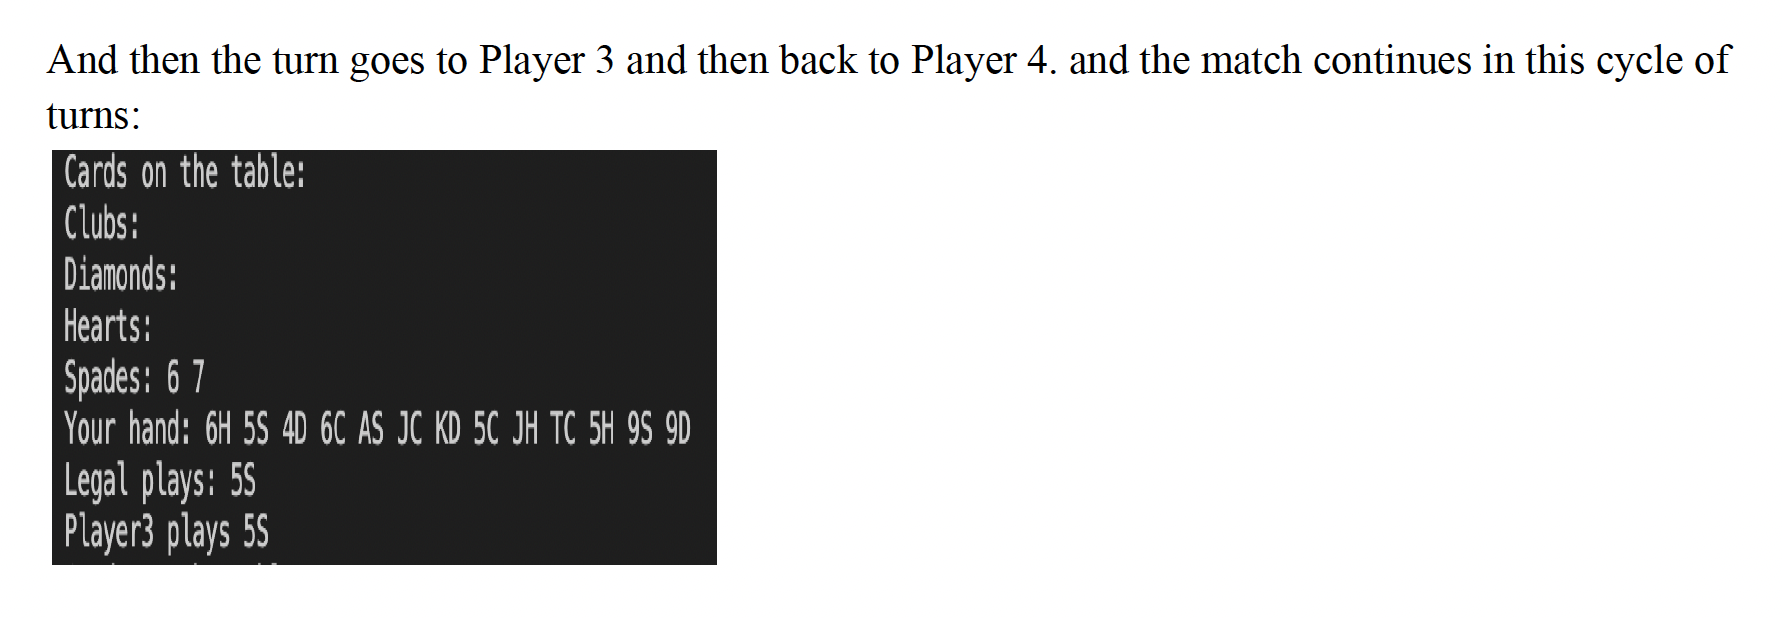 And then the turn goes to Player 3 and then back to Player 4. and the match continues in this cycle of
turns:
Cards on the table:
Clubs:
Diamonds:
Hearts:
Spades: 6 7
Your hand: 6H 5S 4D 6C AS JC KD 5C JH TC 5H 9S 9D
Legal plays: 5S
Player3 plays 5S